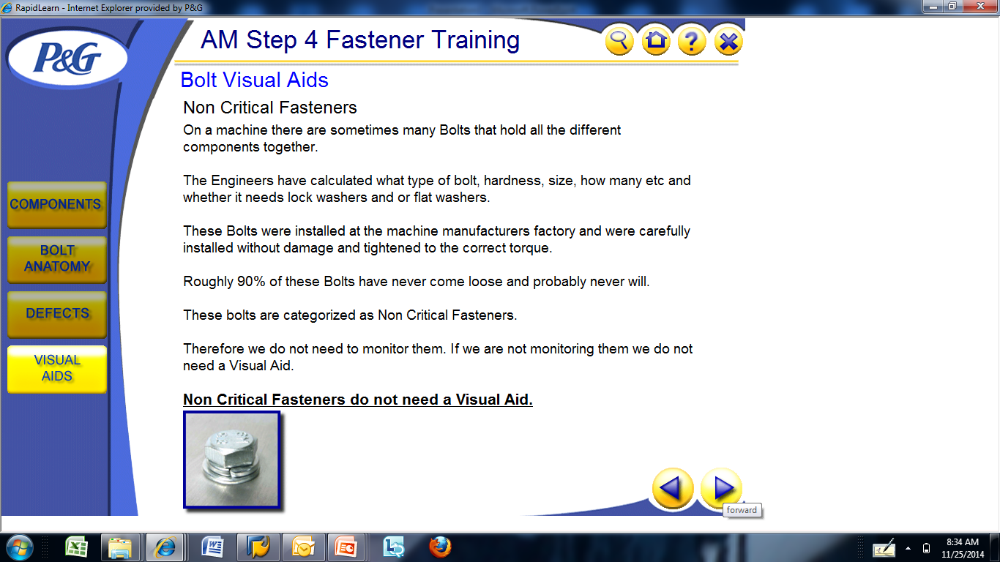 RapidLearn - Internet Explorer provided by P&G
P&G
AM Step 4 Fastener Training
Bolt Visual Aids
Non Critical Fasteners
On a machine there are sometimes many Bolts that hold all the different
components together.
The Engineers have calculated what type of bolt, hardness, size, how many etc and
whether it needs lock washers and or flat washers.
These Bolts were installed at the machine manufacturers factory and were carefully
installed without damage and tightened to the correct torque.
Roughly 90% of these Bolts have never come loose and probably never will.
These bolts are categorized as Non Critical Fasteners.
Therefore we do not need to monitor them. If we are not monitoring them we do not
need a Visual Aid.
Non Critical Fasteners do not need a Visual Aid.
COMPONENTS
BOLT
ANATOMY
DEFECTS
VISUAL
AIDS
forward
8:34 AM
11/25/2014